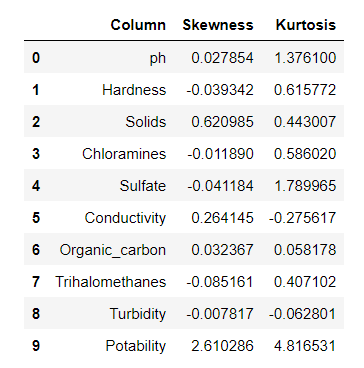 Column Skewness Kurtosis
0 ph 0.027854 1.376100
1 Hardness -0.039342 0.615772
2 Solids 0.620985 0.443007
3 Chloramines -0.011890 0.586020
4 Sulfate -0.041184 1.789965
5 Conductivity 0.264145 -0.275617
6 Organic_carbon 0.032367 0.058178
7 Trihalomethanes -0.085161 0.407102
8 Turbidity -0.007817 -0.062801
9 Potability 2.610286 4.816531